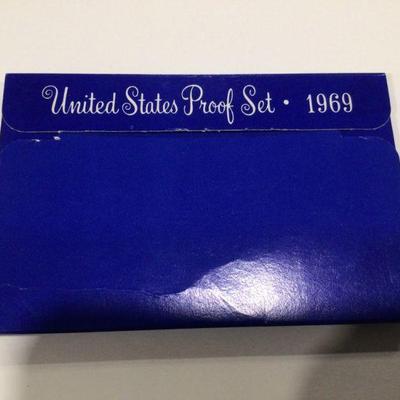 United States Proof Set • 1969